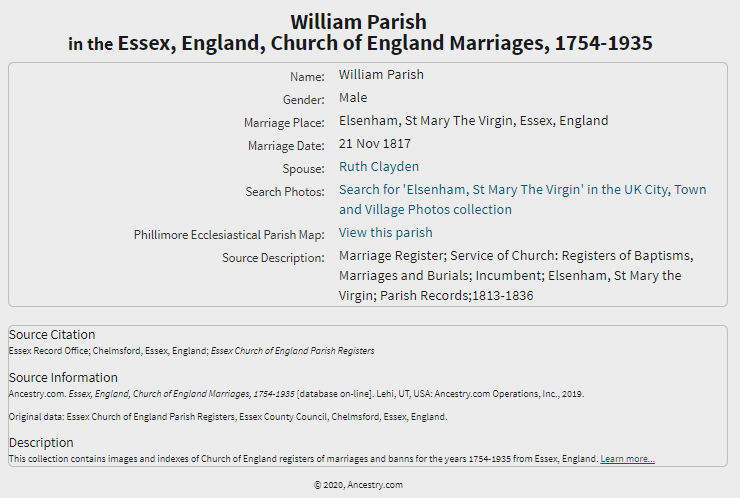 William Parish
in the Essex, England, Church of England Marriages, 1754-1935
Name: William Parish
Gender: Male
Marriage Place: Elsenham, St Mary The Virgin, Essex, England
Marriage Date: 21 Nov 1817
Spouse: Ruth Clayden
Search Photos: Search for 'Elsenham, St Mary The Virgin' in the UK City, Town
and Village Photos collection
Phillimore Ecclesiastical Parish Map: View this parish
Source Description: Marriage Register; Service of Church: Registers of Baptisms,
Marriages and Burials; Incumbent; Elsenham, St Mary the
Virgin; Parish Records;1813-1836
Source Citation
Essex Record Office; Chelmsford, Essex, England; Essex Church of England Parish Registers
Source Information
Ancestry.com. Essex, England, Church of England Marriages, 1754-1935 [database on-line]. Lehi, UT, USA: Ancestry.com Operations, Inc., 2019.
Original data: Essex Church of England Parish Registers, Essex County Council, Chelmsford, Essex, England.
Description
This collection contains images and indexes of Church of England registers of marriages and banns for the years 1754-1935 from Essex, England. Learn more...
© 2020, Ancestry.com